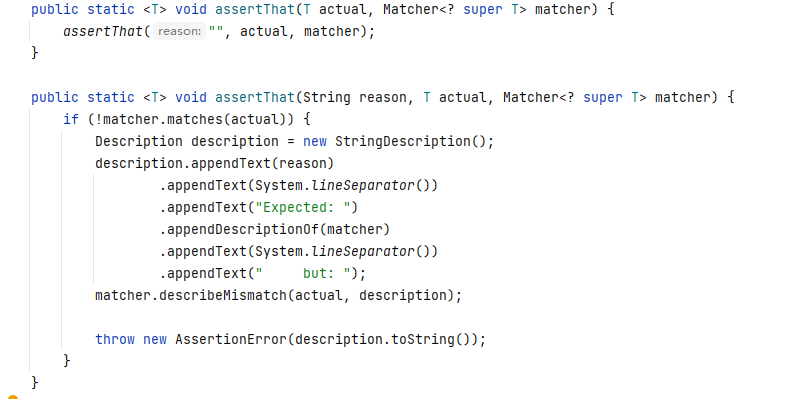 public static <T> void assertThat(T actual, Matcher<? super T> matcher) {
assertThat( reason: "", actual, matcher);
}
public static <T> void assertThat(String reason, T actual, Matcher<? super T> matcher) {
if (!matcher.matches(actual)) {
Description description = new StringDescription();
description.appendText(reason)
.appendText(System.lineSeparator())
.appendText("Expected: ")
.appendDescriptionOf(matcher)
.appendText(System.lineSeparator())
.appendText("     but: ");
matcher.describeMismatch(actual, description);
throw new AssertionError(description.toString());
}
}